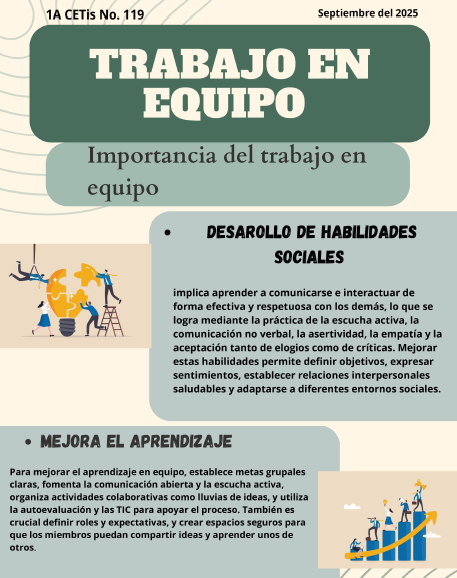 1A CETis No. 119
Septiembre del 2025
TRABAJO EN
EQUIPO
Importancia del trabajo en
equipo
• DESAROLLO DE HABILIDADES
SOCIALES
implica aprender a comunicarse e interactuar de
forma efectiva y respetuosa con los demás, lo que se
logra mediante la práctica de la escucha activa, la
comunicación no verbal, la asertividad, la empatía y la
aceptación tanto de elogios como de críticas. Mejorar
estas habilidades permite definir objetivos, expresar
sentimientos, establecer relaciones interpersonales
saludables y adaptarse a diferentes entornos sociales.
• MEJORA EL APRENDIZAJE
Para mejorar el aprendizaje en equipo, establece metas grupales
claras, fomenta la comunicación abierta y la escucha activa,
organiza actividades colaborativas como lluvias de ideas, y utiliza
la autoevaluación y las TIC para apoyar el proceso. También es
crucial definir roles y expectativas, y crear espacios seguros para
que los miembros puedan compartir ideas y aprender unos de
otros.